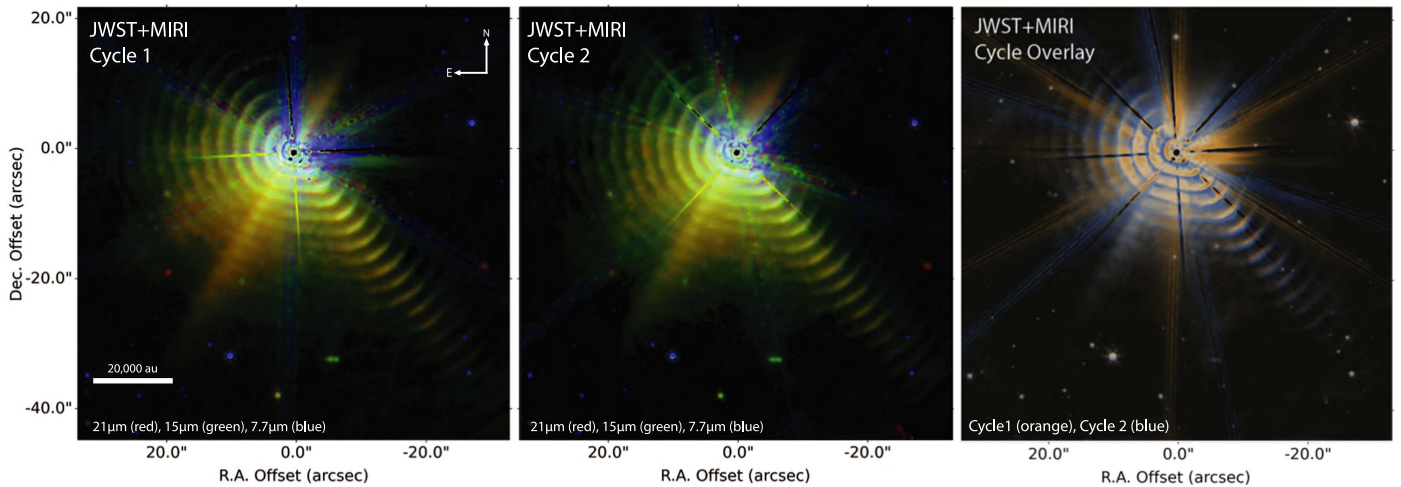 JWST+MIRI
Cycle 1
N
E
20,000 au
21μm (red), 15μm (green), 7.7μm (blue)
JWST+MIRI
Cycle 2
21μm (red), 15μm (green), 7.7μm (blue)
JWST+MIRI
Cycle Overlay
Cycle1 (orange), Cycle 2 (blue)
20.0"
0.0"
-20.0"
-40.0"
Dec. Offset (arcsec)
20.0" 0.0" -20.0"
R.A. Offset (arcsec)
20.0" 0.0" -20.0"
R.A. Offset (arcsec)
20.0" 0.0" -20.0"
R.A. Offset (arcsec)